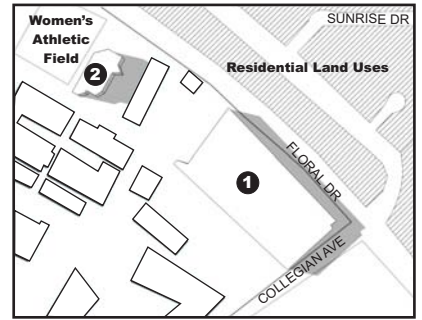 SUNRISE DR
Women's
Athletic
Field
2
Residential Land Uses
FLORAL DR
1
COLLEGIAN AVE